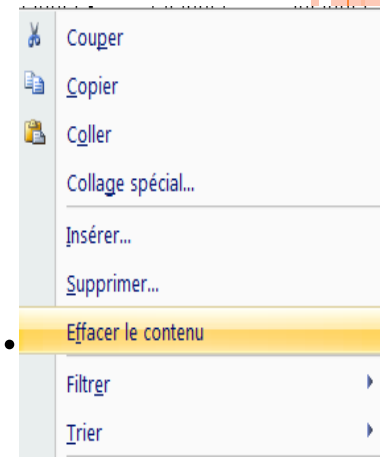 Couper
Copier
Coller
Collage spécial...
Insérer...
Supprimer...
Effacer le contenu
Filtrer
Trier